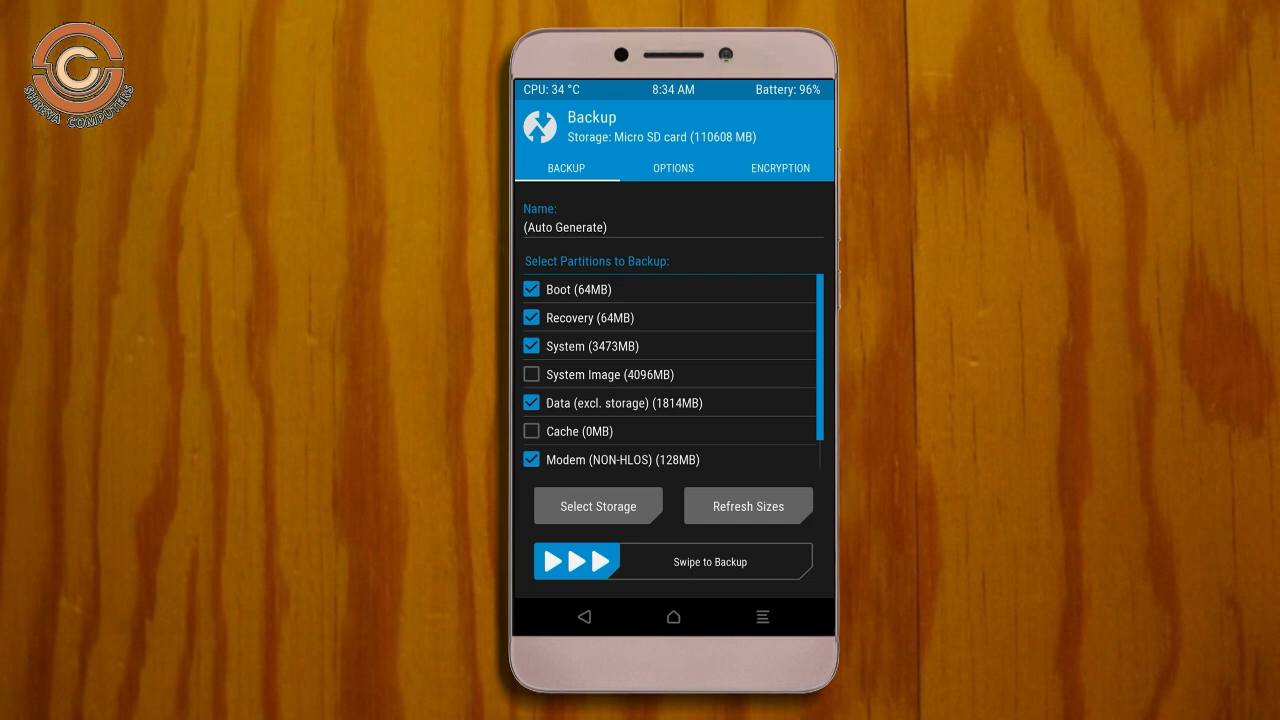 SHREYA COMPUTERS
CPU: 34 °C 8:34 AM Battery: 96%
Backup
Storage: Micro SD card (110608 MB)
BACKUP OPTIONS ENCRYPTION
Name:
(Auto Generate)
Select Partitions to Backup:
Boot (64MB)
Recovery (64MB)
System (3473MB)
System Image (4096MB)
Data (excl. storage) (1814MB)
Cache (0MB)
Modem (NON-HLOS) (128MB)
Select Storage Refresh Sizes
Swipe to Backup